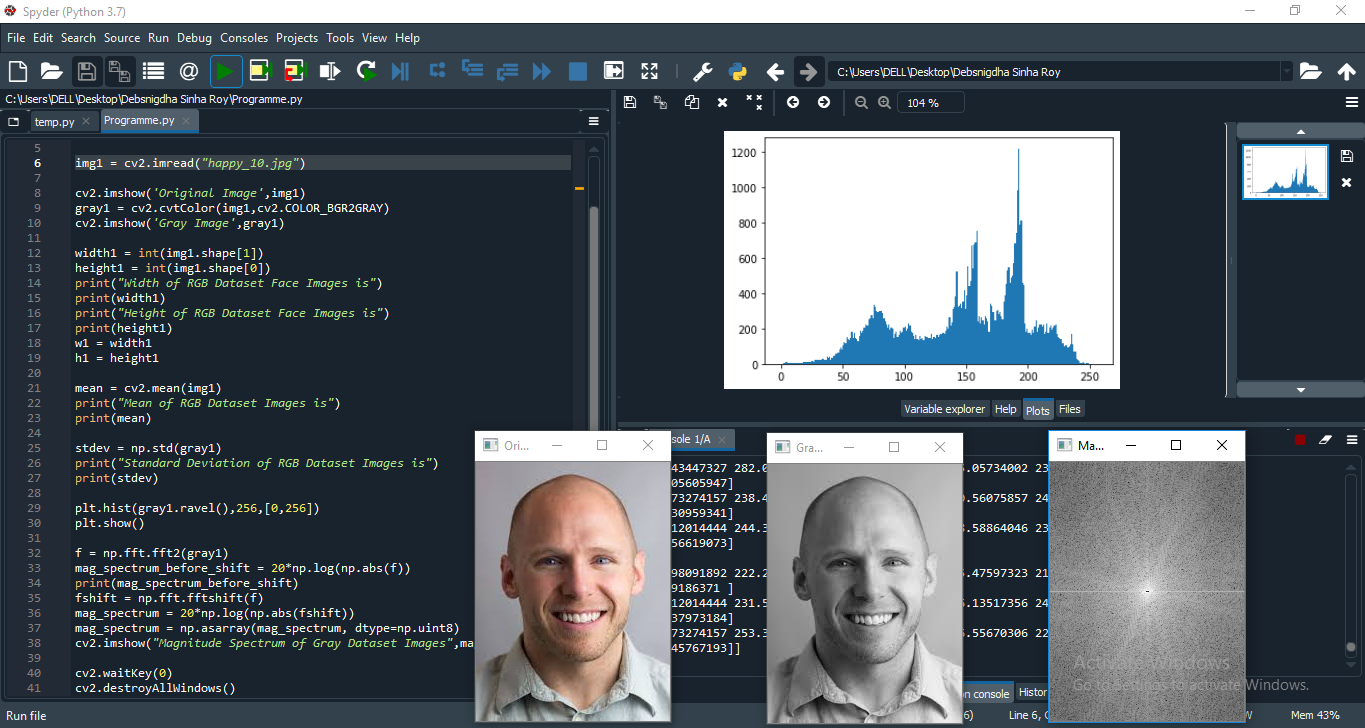 Spyder (Python 3.7)
File Edit Search Source Run Debug Consoles Projects Tools View Help
C:\Users\DELL\Desktop\Debsnigdha Sinha Roy
C:\Users\DELL\Desktop\Debsnigdha Sinha Roy\Programme.py
temp.py Programme.py
5
6 img1 = cv2.imread("happy_10.jpg")
7
8 cv2.imshow('Original Image',img1)
9 gray1 = cv2.cvtColor(img1,cv2.COLOR_BGR2GRAY)
10 cv2.imshow('Gray Image',gray1)
11
12 width1 = int(img1.shape[1])
13 height1 = int(img1.shape[0])
14 print("Width of RGB Dataset Face Images is")
15 print(width1)
16 print("Height of RGB Dataset Face Images is")
17 print(height1)
18 w1 = width1
19 h1 = height1
20
21 mean = cv2.mean(img1)
22 print("Mean of RGB Dataset Images is")
23 print(mean)
24
25 stdev = np.std(gray1)
26 print("Standard Deviation of RGB Dataset Images is")
27 print(stdev)
28
29 plt.hist(gray1.ravel(),256,[0,256])
30 plt.show()
31
32 f = np.fft.fft2(gray1)
33 mag_spectrum_before_shift = 20*np.log(np.abs(f))
34 print(mag_spectrum_before_shift)
35 fshift = np.fft.fftshift(f)
36 mag_spectrum = 20*np.log(np.abs(fshift))
37 mag_spectrum = np.asarray(mag_spectrum, dtype=np.uint8)
38 cv2.imshow("Magnitude Spectrum of Gray Dataset Images",ma
39
40 cv2.waitKey(0)
41 cv2.destroyAllWindows()
104 %
1200
1000
800
600
400
200
0
0 50 100 150 200 250
Variable explorer Help Plots Files
sole 1/A
Ori...
Gra...
Ma...
43447327 282.0 .05734002 23
05605947]
73274157 238.4 .56075857 24
30959341]
12014444 244.3 .58864046 23
56619073]
98091892 222.2 .47597323 21
9186371 ]
12014444 231.5 .13517356 24
37973184]
73274157 253.3 .55670306 22
45767193]]
Activate Windows
Go to Settings to activate Windows.
on console Histor
Run file
6) Line 6, C W Mem 43%